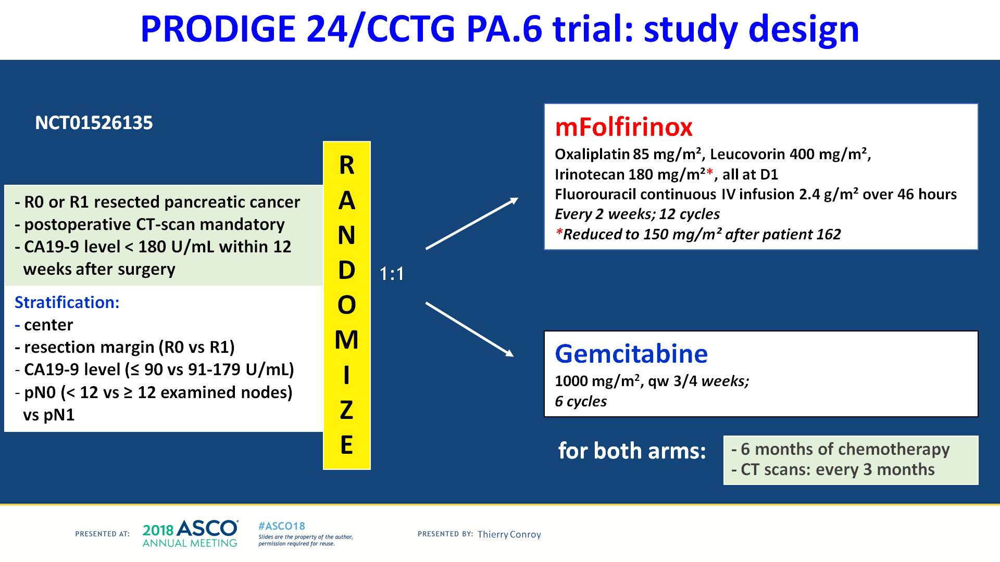 PRODIGE 24/CCTG PA.6 trial: study design
NCT01526135
- R0 or R1 resected pancreatic cancer
- postoperative CT-scan mandatory
- CA19-9 level < 180 U/mL within 12
weeks after surgery
Stratification:
- center
- resection margin (R0 vs R1)
- CA19-9 level (≤ 90 vs 91-179 U/mL)
- pN0 (< 12 vs ≥ 12 examined nodes)
vs pN1
R
A
N
D
O
M
I
Z
E
1:1
mFolfirinox
Oxaliplatin 85 mg/m², Leucovorin 400 mg/m²,
Irinotecan 180 mg/m²*, all at D1
Fluorouracil continuous IV infusion 2.4 g/m² over 46 hours
Every 2 weeks; 12 cycles
*Reduced to 150 mg/m² after patient 162
Gemcitabine
1000 mg/m², qw 3/4 weeks;
6 cycles
for both arms:
- 6 months of chemotherapy
- CT scans: every 3 months
PRESENTED AT:
2018 ASCO®
ANNUAL MEETING
#ASCO18
Slides are the property of the author,
permission required for reuse.
PRESENTED BY: Thierry Conroy